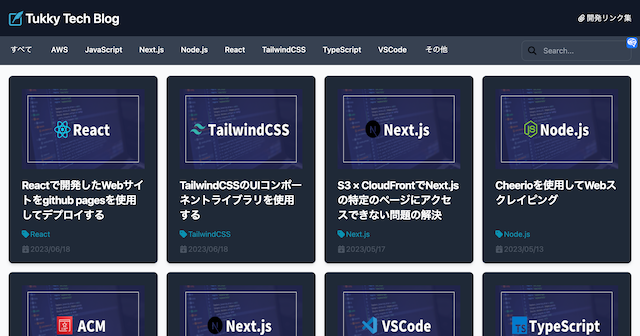 Tukky Tech Blog
開発リンク集
すべて AWS JavaScript Next.js Node.js React TailwindCSS TypeScript VSCode その他
Search...
React
Reactで開発したWebサイ
トをgithub pagesを使用
してデプロイする
React
2023/06/18
TailwindCSS
TailwindCSSのUIコンポー
ネントライブラリを使用
する
TailwindCSS
2023/06/18
Next.js
S3 × CloudFrontでNext.js
の特定のページにアクセ
スできない問題の解決
Next.js
2023/05/17
Node.js
Cheerioを使用してWebス
クレイピング
Node.js
2023/05/13
ACM
Next.js
VSCode
TS TypeScript